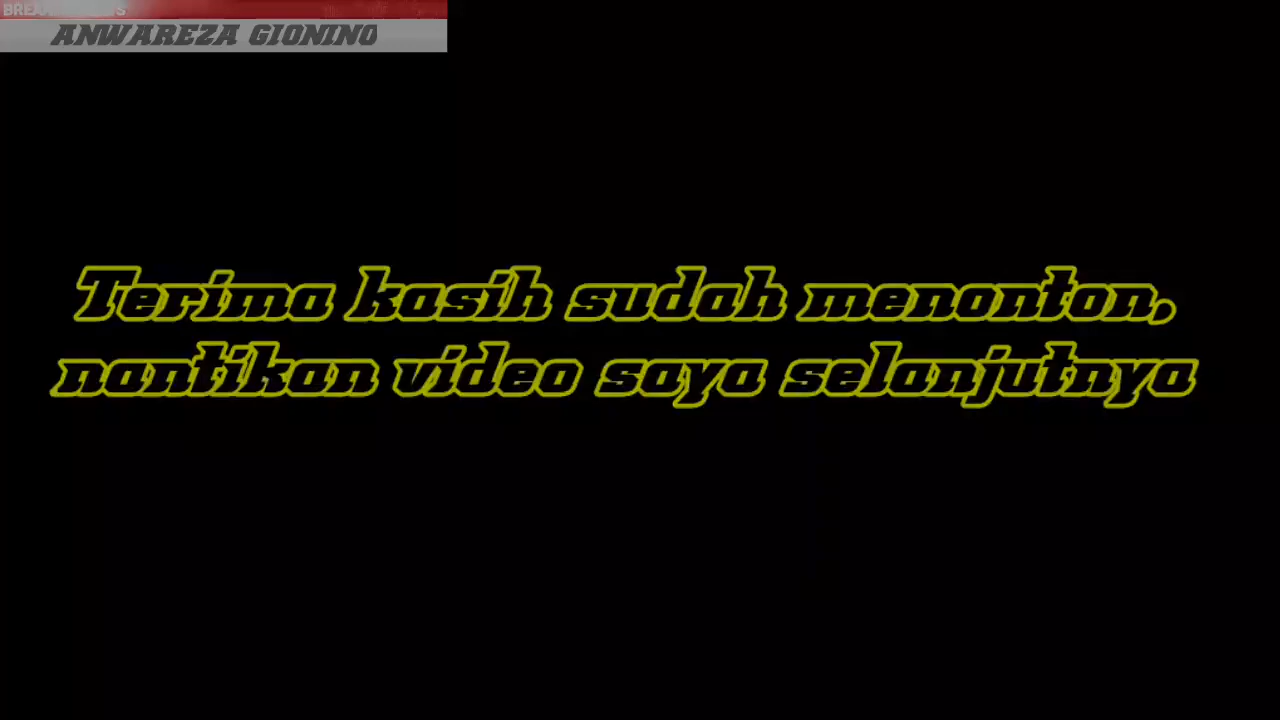 ANWAREZA GIONINO
Terima kasih sudah menonton,
nantikan video saya selanjutnya